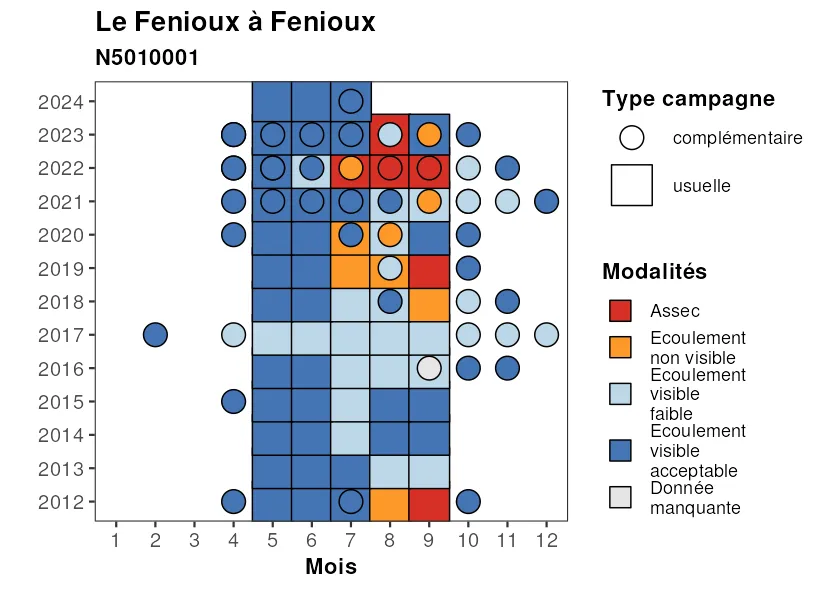 Le Fenioux à Fenioux
N5010001
2024
2023
2022
2021
2020
2019
2018
2017
2016
2015
2014
2013
2012
1 2 3 4 5 6 7 8 9 10 11 12
Mois
Type campagne
complémentaire
usuelle
Modalités
Assec
Ecoulement
non visible
Ecoulement
visible
faible
Ecoulement
visible
acceptable
Donnée
manquante